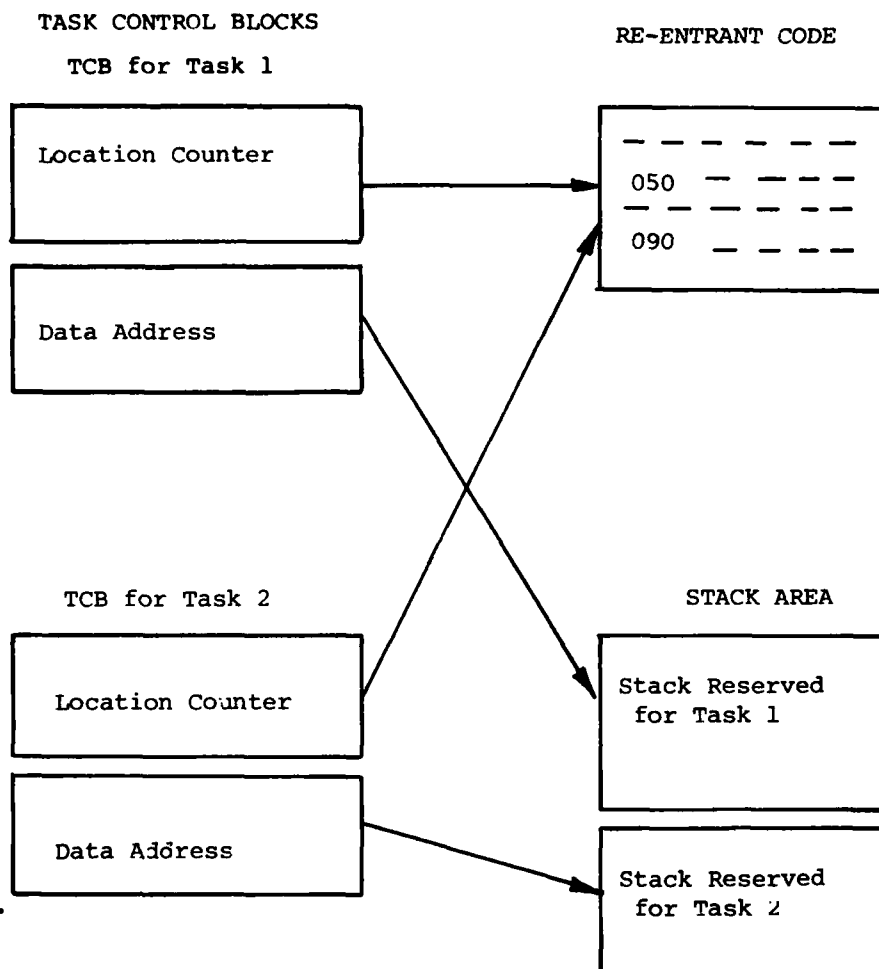 TASK CONTROL BLOCKS
TCB for Task 1
Location Counter
Data Address
RE-ENTRANT CODE
050
090
TCB for Task 2
Location Counter
Data Address
STACK AREA
Stack Reserved
for Task 1
Stack Reserved
for Task 2